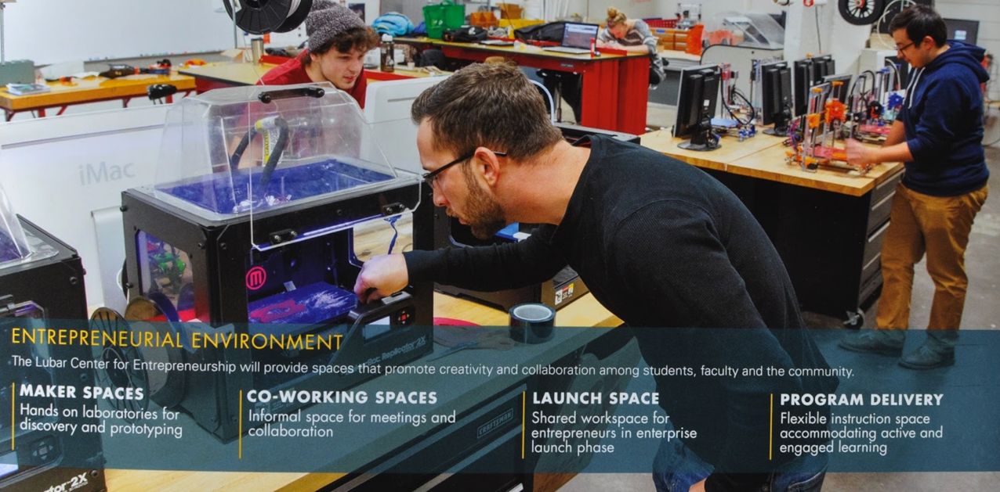 iMac
ENTREPRENEURIAL ENVIRONMENT
The Lubar Center for Entrepreneurship will provide spaces that promote creativity and collaboration among students, faculty and the community.
MAKER SPACES
Hands on laboratories for
discovery and prototyping
CO-WORKING SPACES
Informal space for meetings and
collaboration
LAUNCH SPACE
Shared workspace for
entrepreneurs in enterprise
launch phase
PROGRAM DELIVERY
Flexible instruction space
accommodating active and
engaged learning
Replicator 2X
CRAFTSMAN
2X